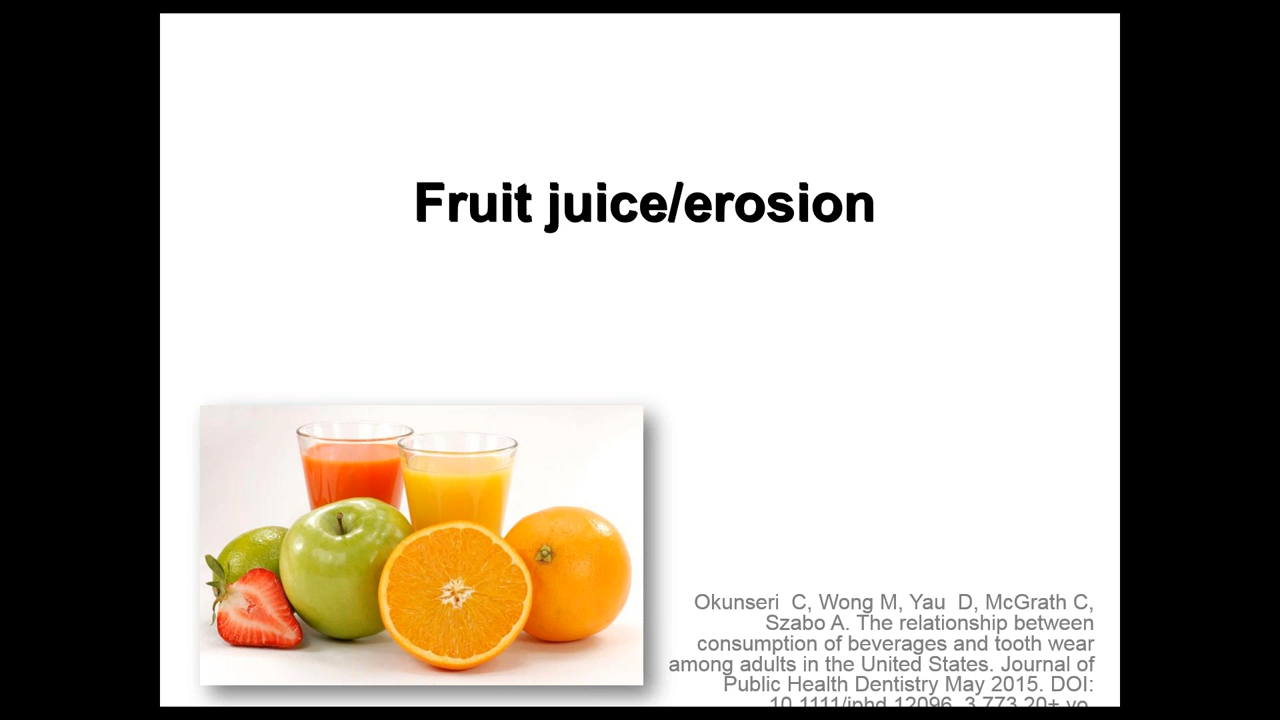 Fruit juice/erosion
Okunseri C, Wong M, Yau D, McGrath C,
Szabo A. The relationship between
consumption of beverages and tooth wear
among adults in the United States. Journal of
Public Health Dentistry May 2015. DOI:
10.1111/jphd.12096. 3,773 20+ yo.